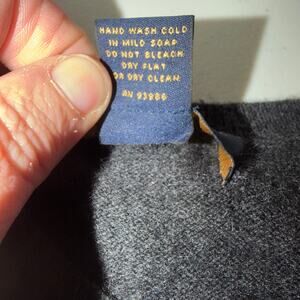 HAND WASH COLD
IN MILD SOAP
DO NOT BLEACH
DRY FLAT
OR DRY CLEAN
RN 93986